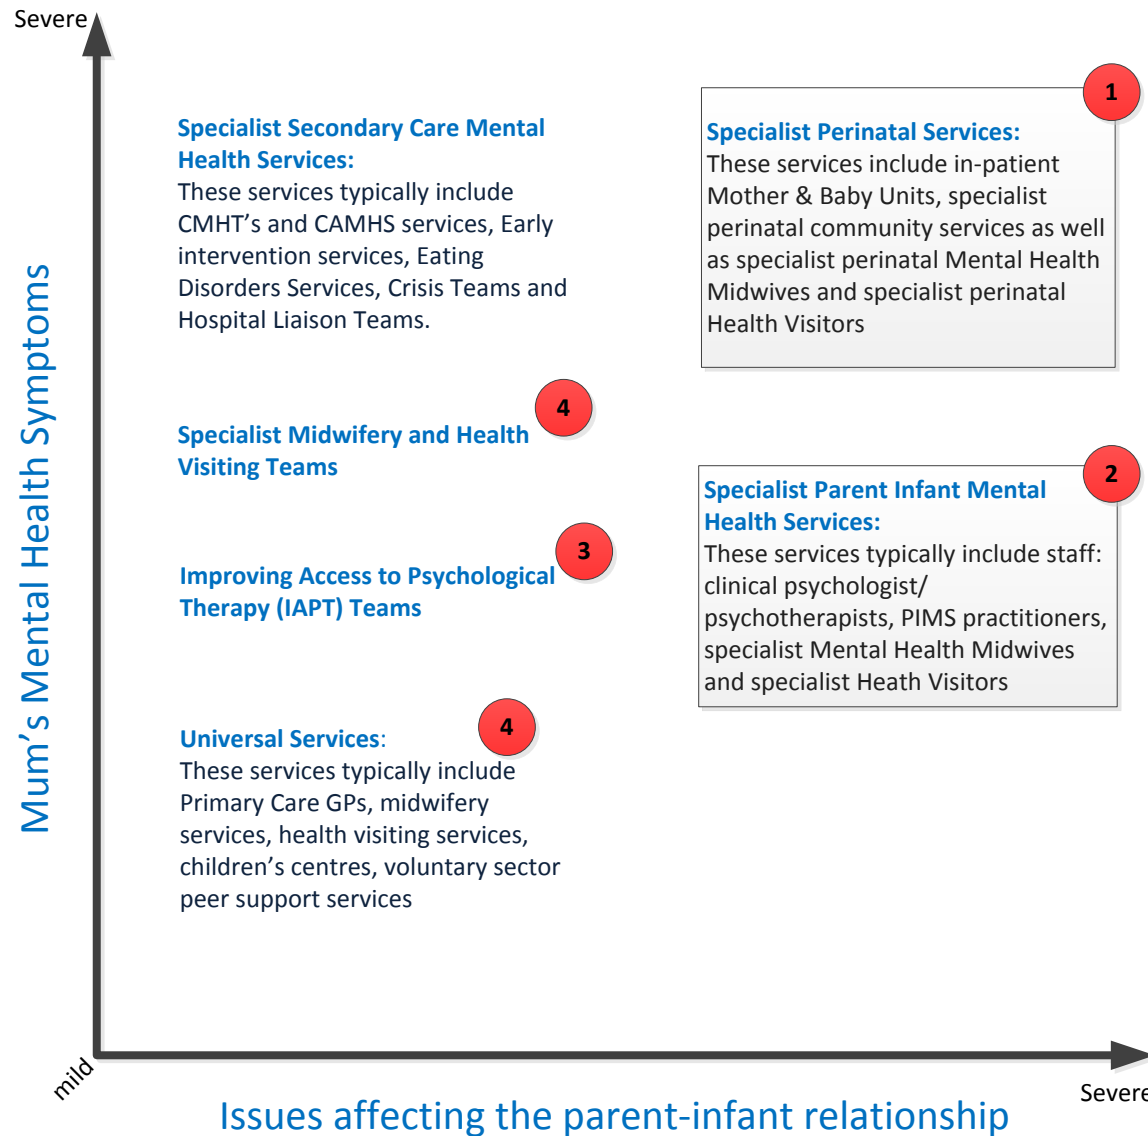 Severe
Mum's Mental Health Symptoms
Specialist Secondary Care Mental
Health Services:
These services typically include
CMHT's and CAMHS services, Early
intervention services, Eating
Disorders Services, Crisis Teams and
Hospital Liaison Teams.
1
Specialist Perinatal Services:
These services include in-patient
Mother & Baby Units, specialist
perinatal community services as well
as specialist perinatal Mental Health
Midwives and specialist perinatal
Health Visitors
4
Specialist Midwifery and Health
Visiting Teams
2
Specialist Parent Infant Mental
Health Services:
These services typically include staff:
clinical psychologist/
psychotherapists, PIMS practitioners,
specialist Mental Health Midwives
and specialist Heath Visitors
3
Improving Access to Psychological
Therapy (IAPT) Teams
4
Universal Services:
These services typically include
Primary Care GPs, midwifery
services, health visiting services,
children's centres, voluntary sector
peer support services
mild
Severe
Issues affecting the parent-infant relationship